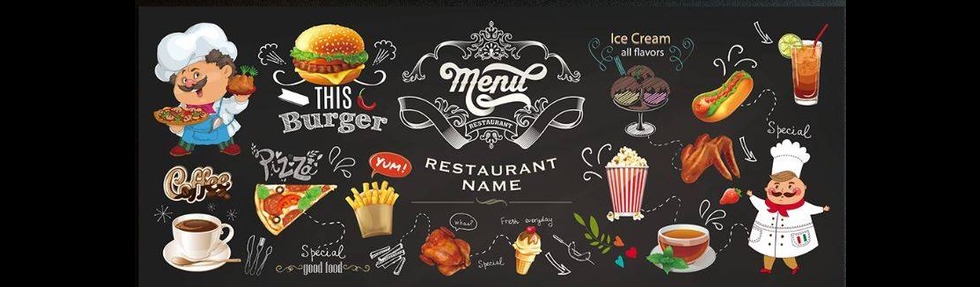 THIS
Burger
Menu
RESTAURANT
RESTAURANT
NAME
Ice Cream
all flavors
Special
Coffee
Pizza
YUM!
Special
good food
Special
Fresh everyday